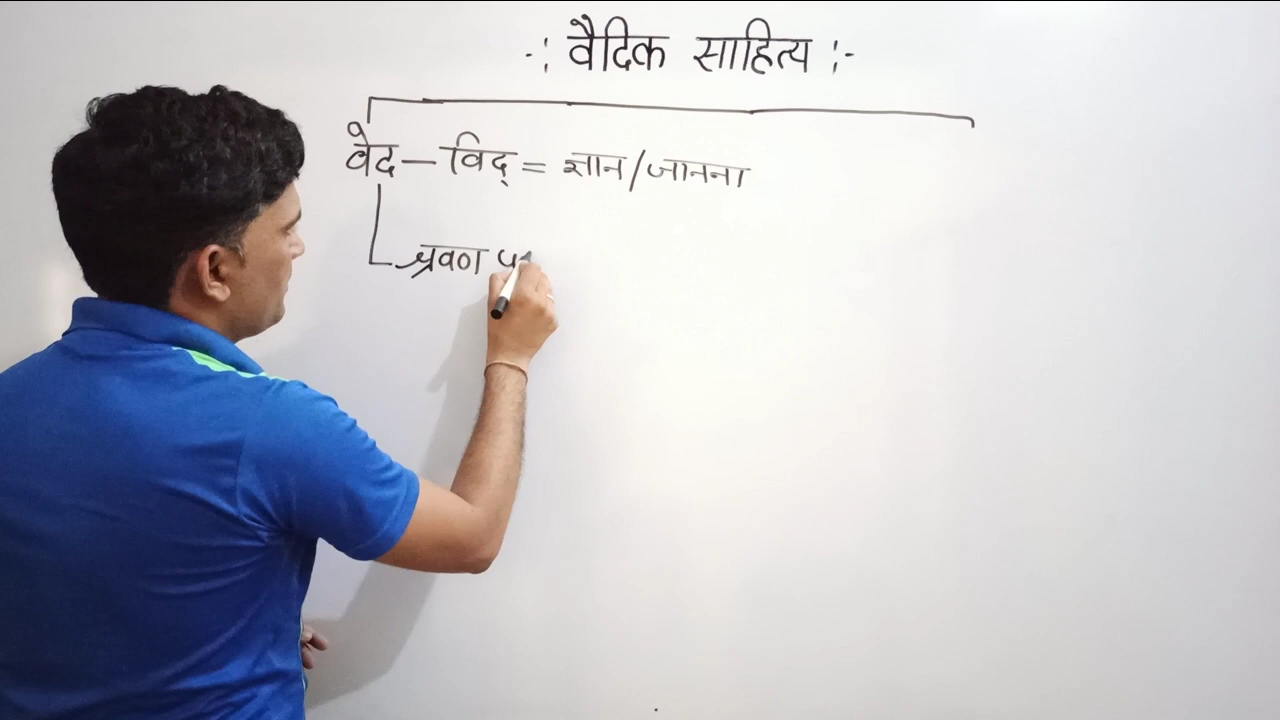 -: वैदिक साहित्य :-
वेद – विद् = ज्ञान/जानना
श्रवण